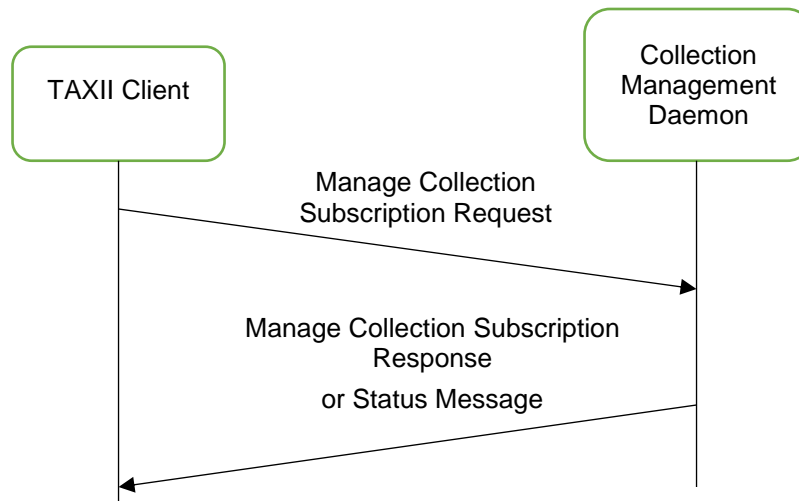 TAXII Client
Collection
Management
Daemon
Manage Collection
Subscription Request
Manage Collection Subscription
Response
or Status Message